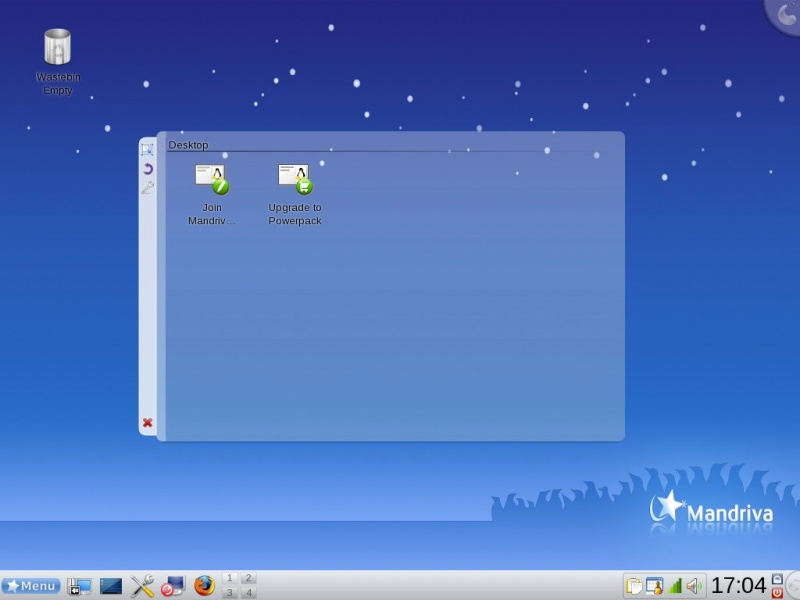 Wastebin
Empty
Desktop
Join
Mandriv...
Upgrade to
Powerpack
Mandriva
Menu
1 2
3 4
17:04